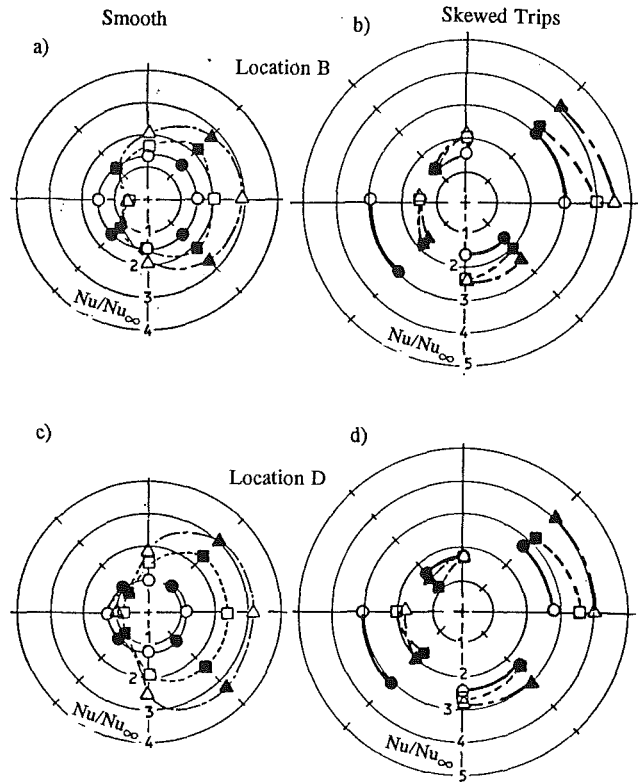 Smooth
Skewed Trips
a)
b)
Location B
1
2
3
4
Nu/Nu∞
1
2
3
4
5
Nu/Nu∞
c)
d)
Location D
2
3
4
Nu/Nu∞
2
3
4
5
Nu/Nu∞